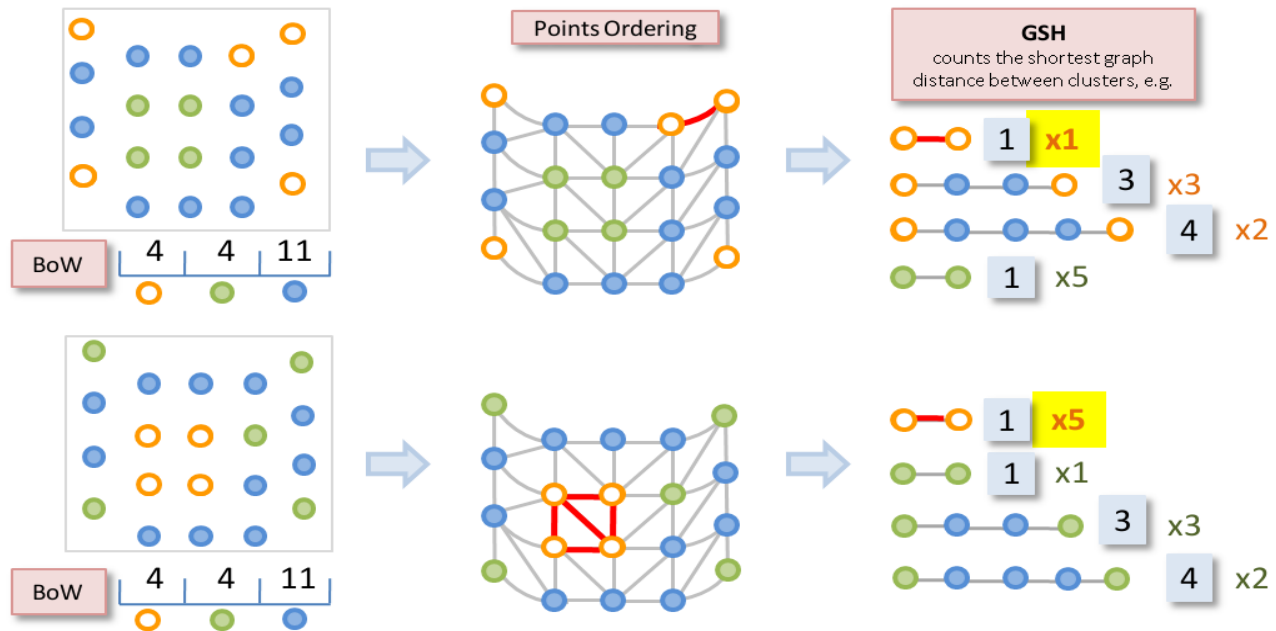 Points Ordering
GSH
counts the shortest graph
distance between clusters, e.g.
1 x1
3 x3
4 x2
1 x5
BoW 4 4 11
1 x5
1 x1
3 x3
4 x2
BoW 4 4 11